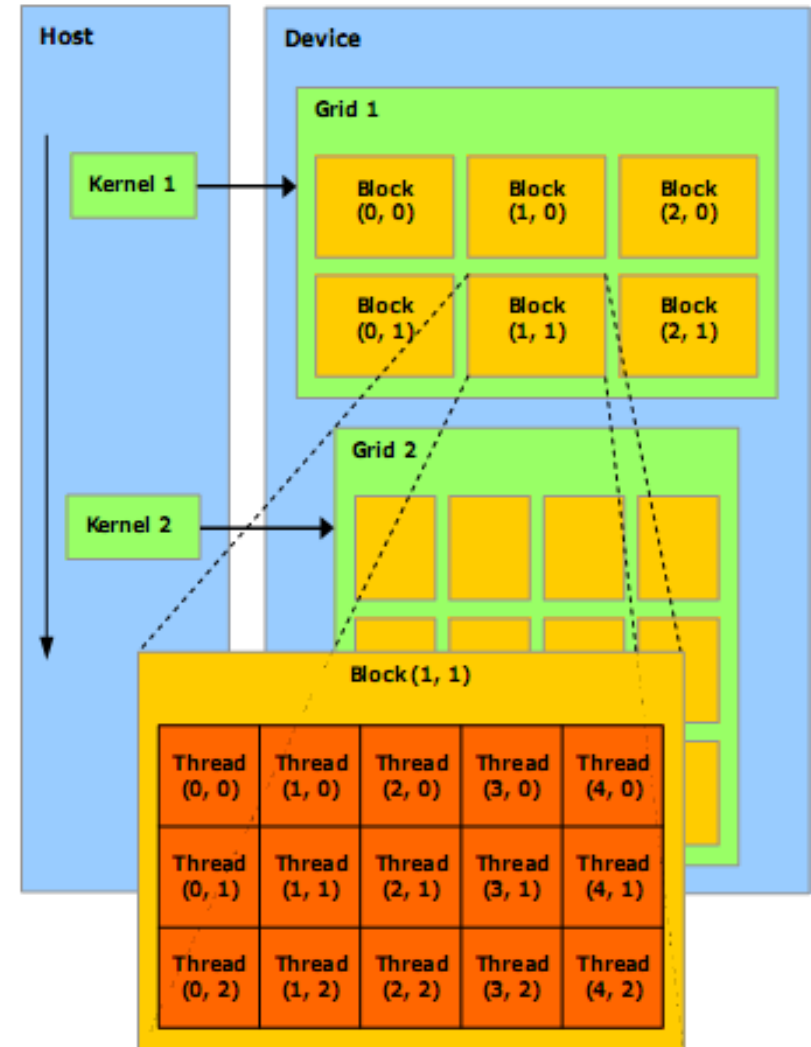 Host
Device
Grid 1
Kernel 1
Block
(0, 0)
Block
(1, 0)
Block
(2, 0)
Block
(0, 1)
Block
(1, 1)
Block
(2, 1)
Grid 2
Kernel 2
Block (1, 1)
Thread
(0, 0)
Thread
(1, 0)
Thread
(2, 0)
Thread
(3, 0)
Thread
(4, 0)
Thread
(0, 1)
Thread
(1, 1)
Thread
(2, 1)
Thread
(3, 1)
Thread
(4, 1)
Thread
(0, 2)
Thread
(1, 2)
Thread
(2, 2)
Thread
(3, 2)
Thread
(4, 2)